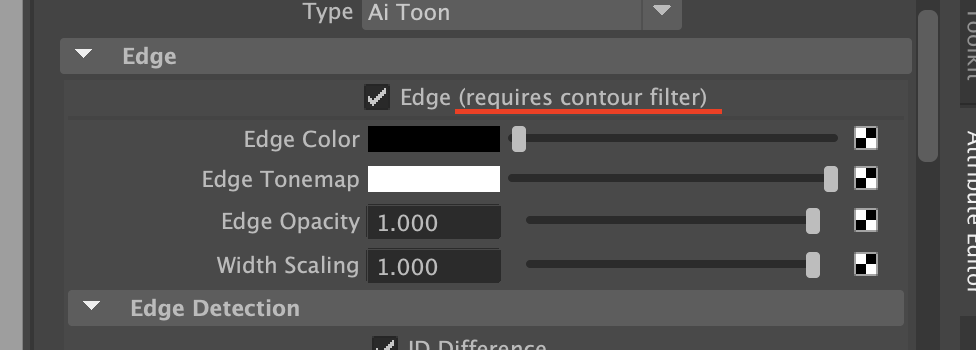 Type Ai Toon
Edge
Edge (requires contour filter)
Edge Color
Edge Tonemap
Edge Opacity 1.000
Width Scaling 1.000
Edge Detection
ID Difference
Attribute Editor